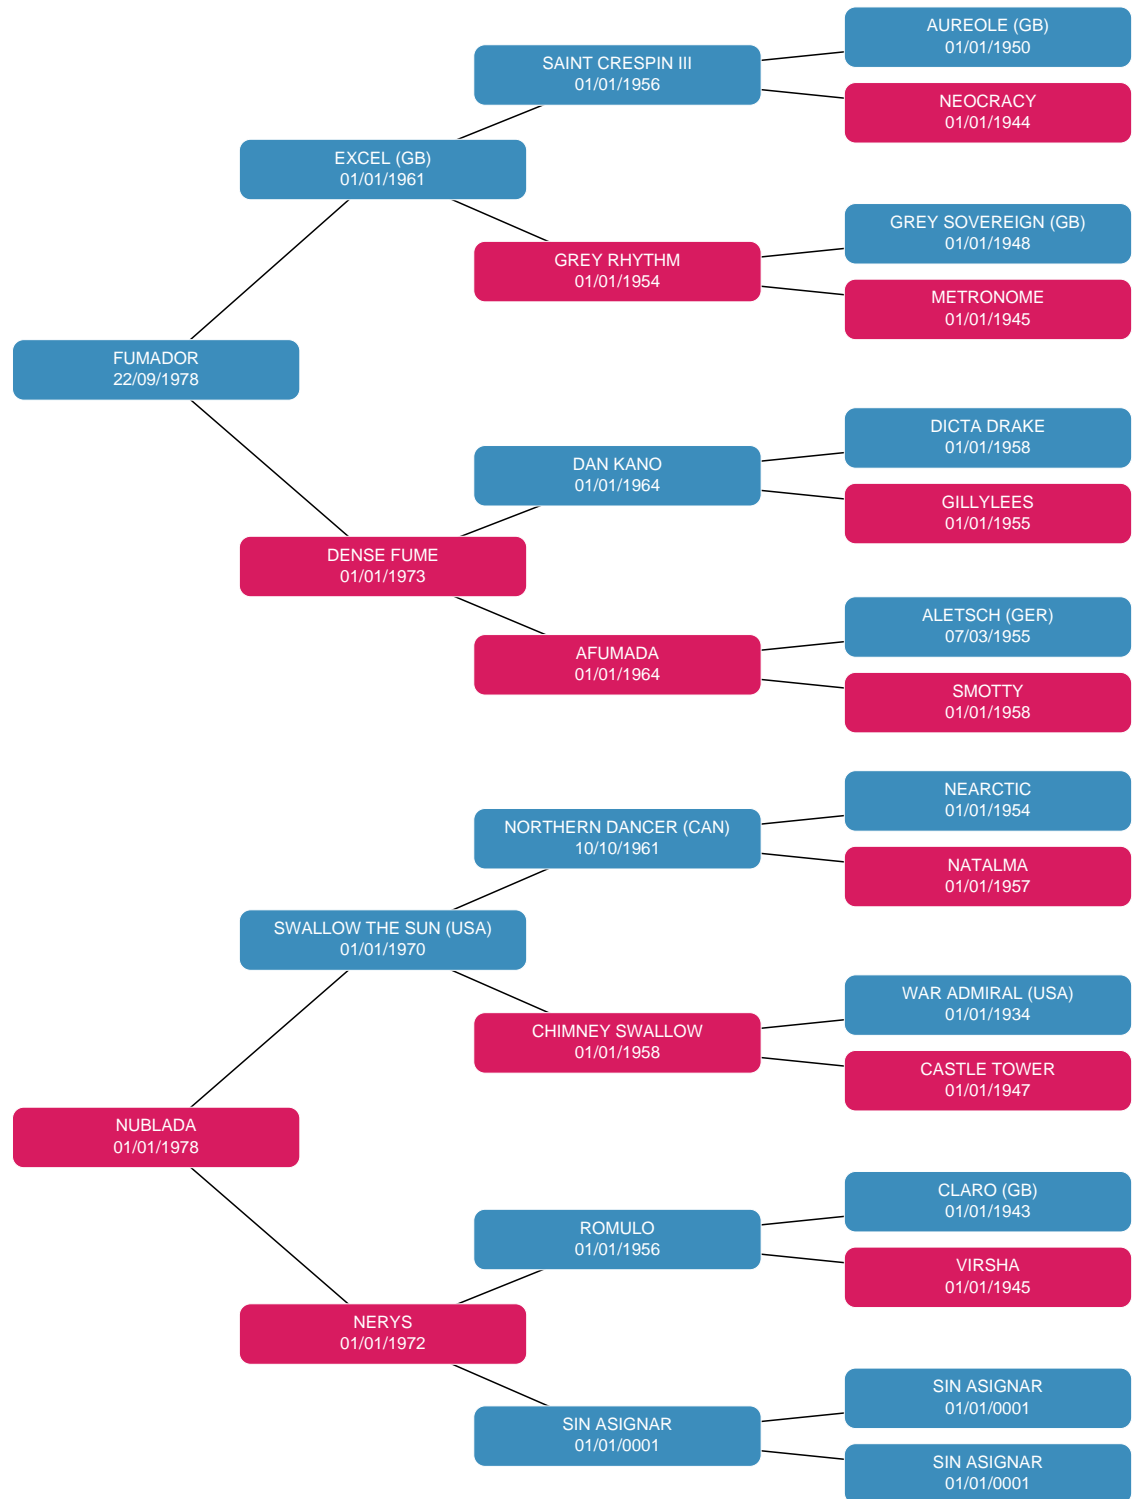 AUREOLE (GB)
01/01/1950
SAINT CRESPIN III
01/01/1956
NEOCRACY
01/01/1944
EXCEL (GB)
01/01/1961
GREY SOVEREIGN (GB)
01/01/1948
GREY RHYTHM
01/01/1954
METRONOME
01/01/1945
FUMADOR
22/09/1978
DICTA DRAKE
01/01/1958
DAN KANO
01/01/1964
GILLYLEES
01/01/1955
DENSE FUME
01/01/1973
ALETSCH (GER)
07/03/1955
AFUMADA
01/01/1964
SMOTTY
01/01/1958
NEARCTIC
01/01/1954
NORTHERN DANCER (CAN)
10/10/1961
NATALMA
01/01/1957
SWALLOW THE SUN (USA)
01/01/1970
WAR ADMIRAL (USA)
01/01/1934
CHIMNEY SWALLOW
01/01/1958
CASTLE TOWER
01/01/1947
NUBLADA
01/01/1978
CLARO (GB)
01/01/1943
ROMULO
01/01/1956
VIRSHA
01/01/1945
NERYS
01/01/1972
SIN ASIGNAR
01/01/0001
SIN ASIGNAR
01/01/0001
SIN ASIGNAR
01/01/0001